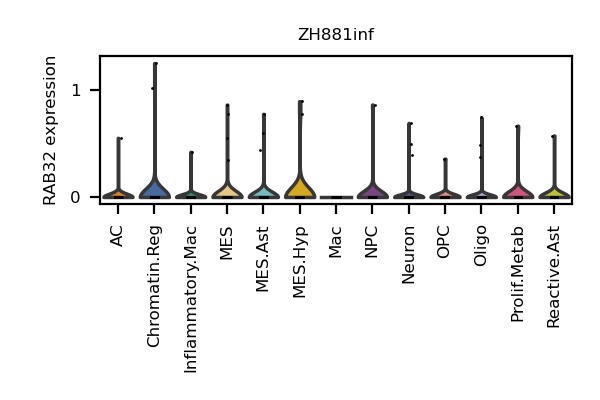 ZH881inf
RAB32 expression
1
0
AC
Chromatin.Reg
Inflammatory.Mac
MES
MES.Ast
MES.Hyp
Mac
NPC
Neuron
OPC
Oligo
Prolif.Metab
Reactive.Ast